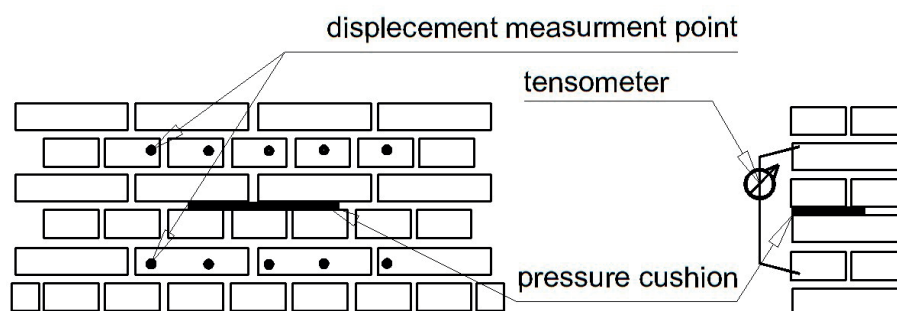 displecement measurment point
tensometer
pressure cushion